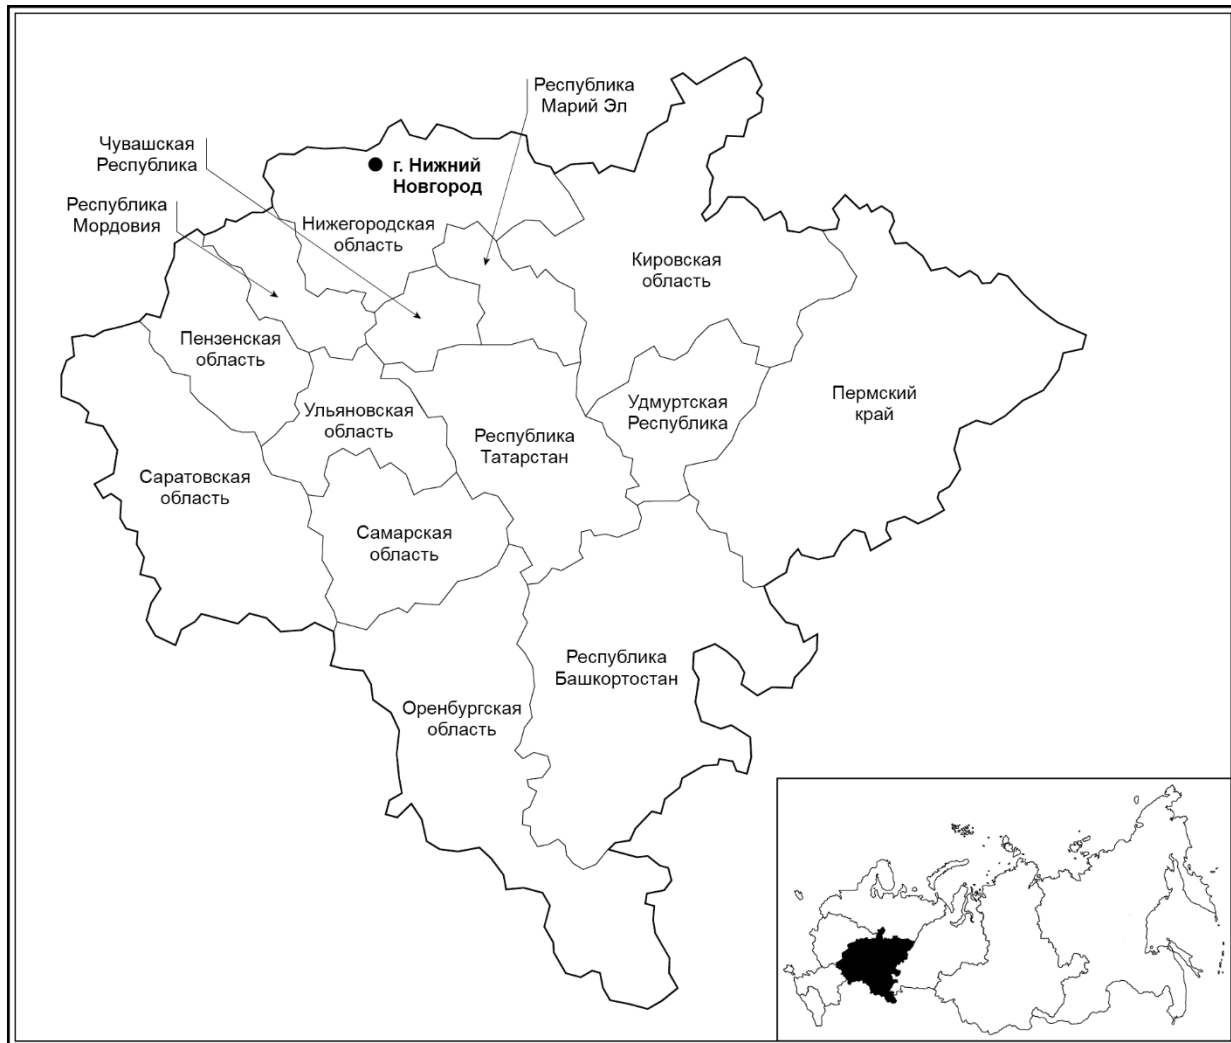 Республика
Марий Эл
Чувашская
Республика
г. Нижний
Новгород
Республика
Мордовия
Нижегородская
область
Кировская
область
Пензенская
область
Пермский
край
Ульяновская
область
Удмуртская
Республика
Республика
Татарстан
Саратовская
область
Самарская
область
Республика
Башкортостан
Оренбургская
область